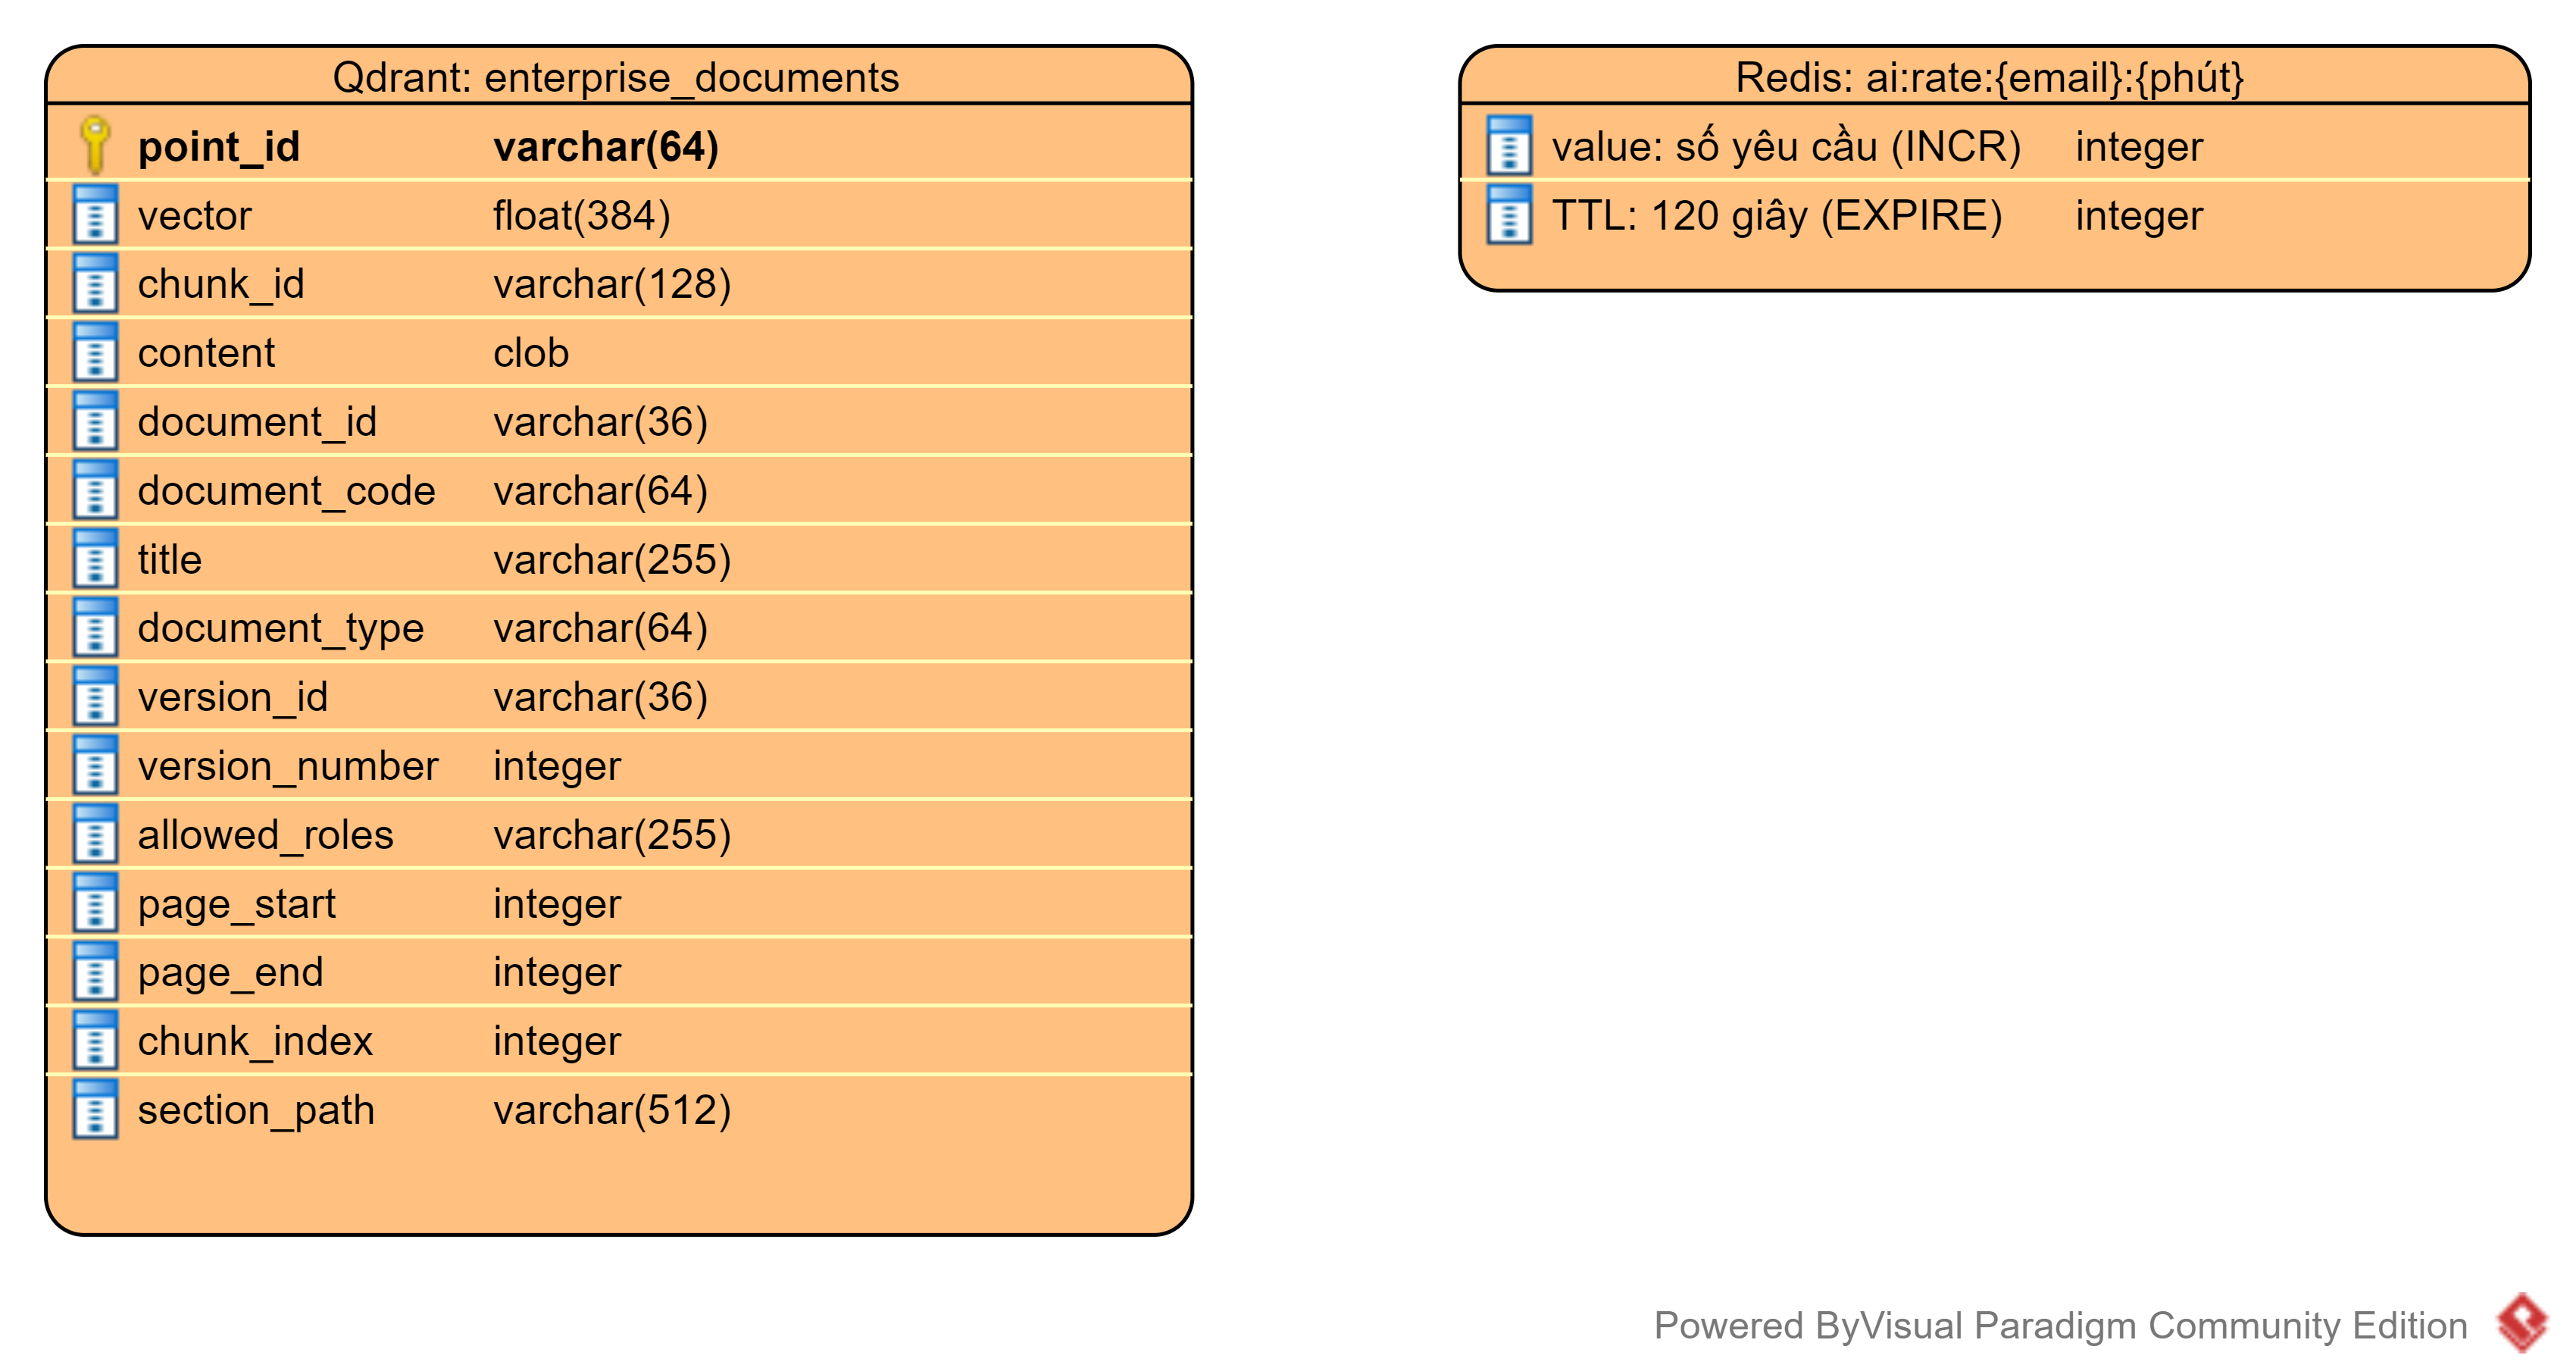 Qdrant: enterprise_documents
point_id varchar(64)
vector float(384)
chunk_id varchar(128)
content clob
document_id varchar(36)
document_code varchar(64)
title varchar(255)
document_type varchar(64)
version_id varchar(36)
version_number integer
allowed_roles varchar(255)
page_start integer
page_end integer
chunk_index integer
section_path varchar(512)
Redis: ai:rate:{email}:{phút}
value: số yêu cầu (INCR) integer
TTL: 120 giây (EXPIRE) integer
Powered ByVisual Paradigm Community Edition